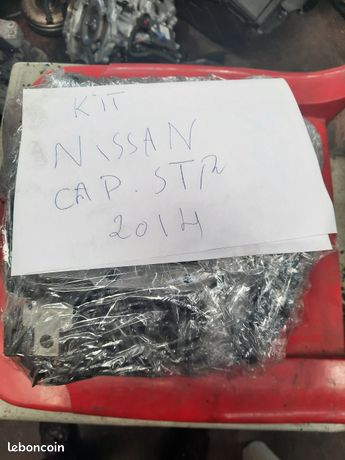 KIT
NISSAN
CAP. STR
2014
leboncoin